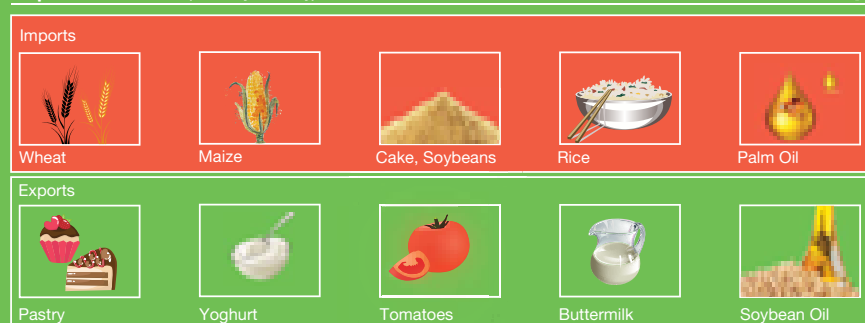 Imports
Wheat
Maize
Cake, Soybeans
Rice
Palm Oil
Exports
Pastry
Yoghurt
Tomatoes
Buttermilk
Soybean Oil